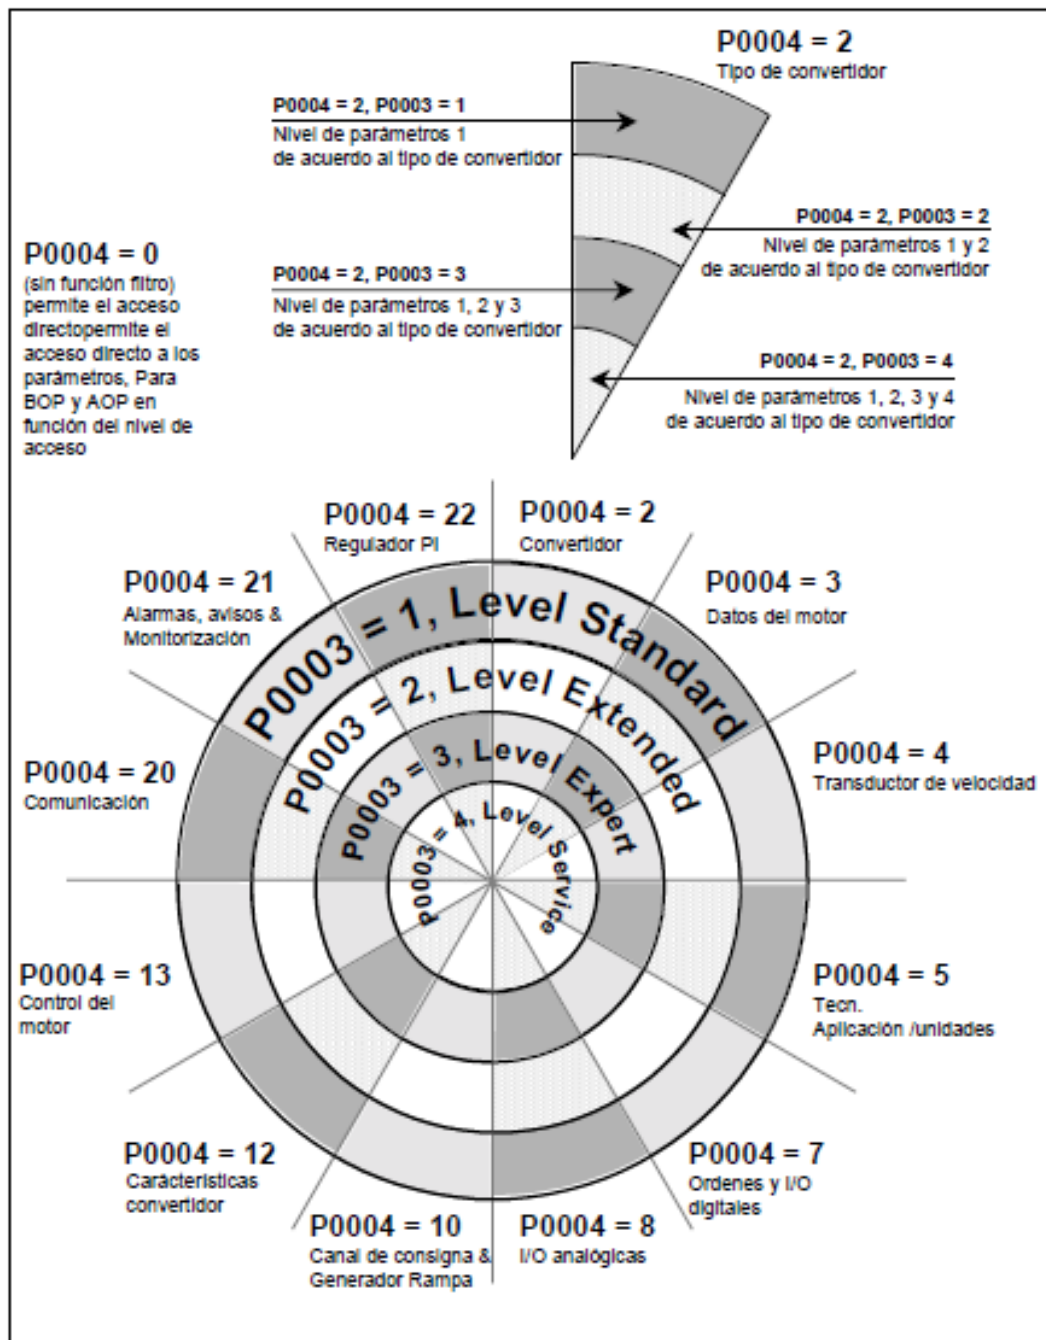 P0004 = 2
Tipo de convertidor
P0004 = 2, P0003 = 1
Nivel de parámetros 1
de acuerdo al tipo de convertidor
P0004 = 2, P0003 = 2
Nivel de parámetros 1 y 2
de acuerdo al tipo de convertidor
P0004 = 0
(sin función filtro)
permite el acceso
directopermite el
acceso directo a los
parámetros, Para
BOP y AOP en
función del nivel de
acceso
P0004 = 2, P0003 = 3
Nivel de parámetros 1, 2 y 3
de acuerdo al tipo de convertidor
P0004 = 2, P0003 = 4
Nivel de parámetros 1, 2, 3 y 4
de acuerdo al tipo de convertidor
P0004 = 22
Regulador PI
P0004 = 2
Convertidor
P0004 = 21
Alarmas, avisos &
Monitorización
P0004 = 3
Datos del motor
P0003 = 1, Level Standard
P0003 = 2, Level Extended
P0003 = 3, Level Expert
P0003 = 4, Level Service
P0004 = 20
Comunicación
P0004 = 4
Transductor de velocidad
P0004 = 13
Control del
motor
P0004 = 5
Tecn.
Aplicación /unidades
P0004 = 12
Carácteristicas
convertidor
P0004 = 7
Ordenes y I/O
digitales
P0004 = 10
Canal de consigna &
Generador Rampa
P0004 = 8
I/O analógicas